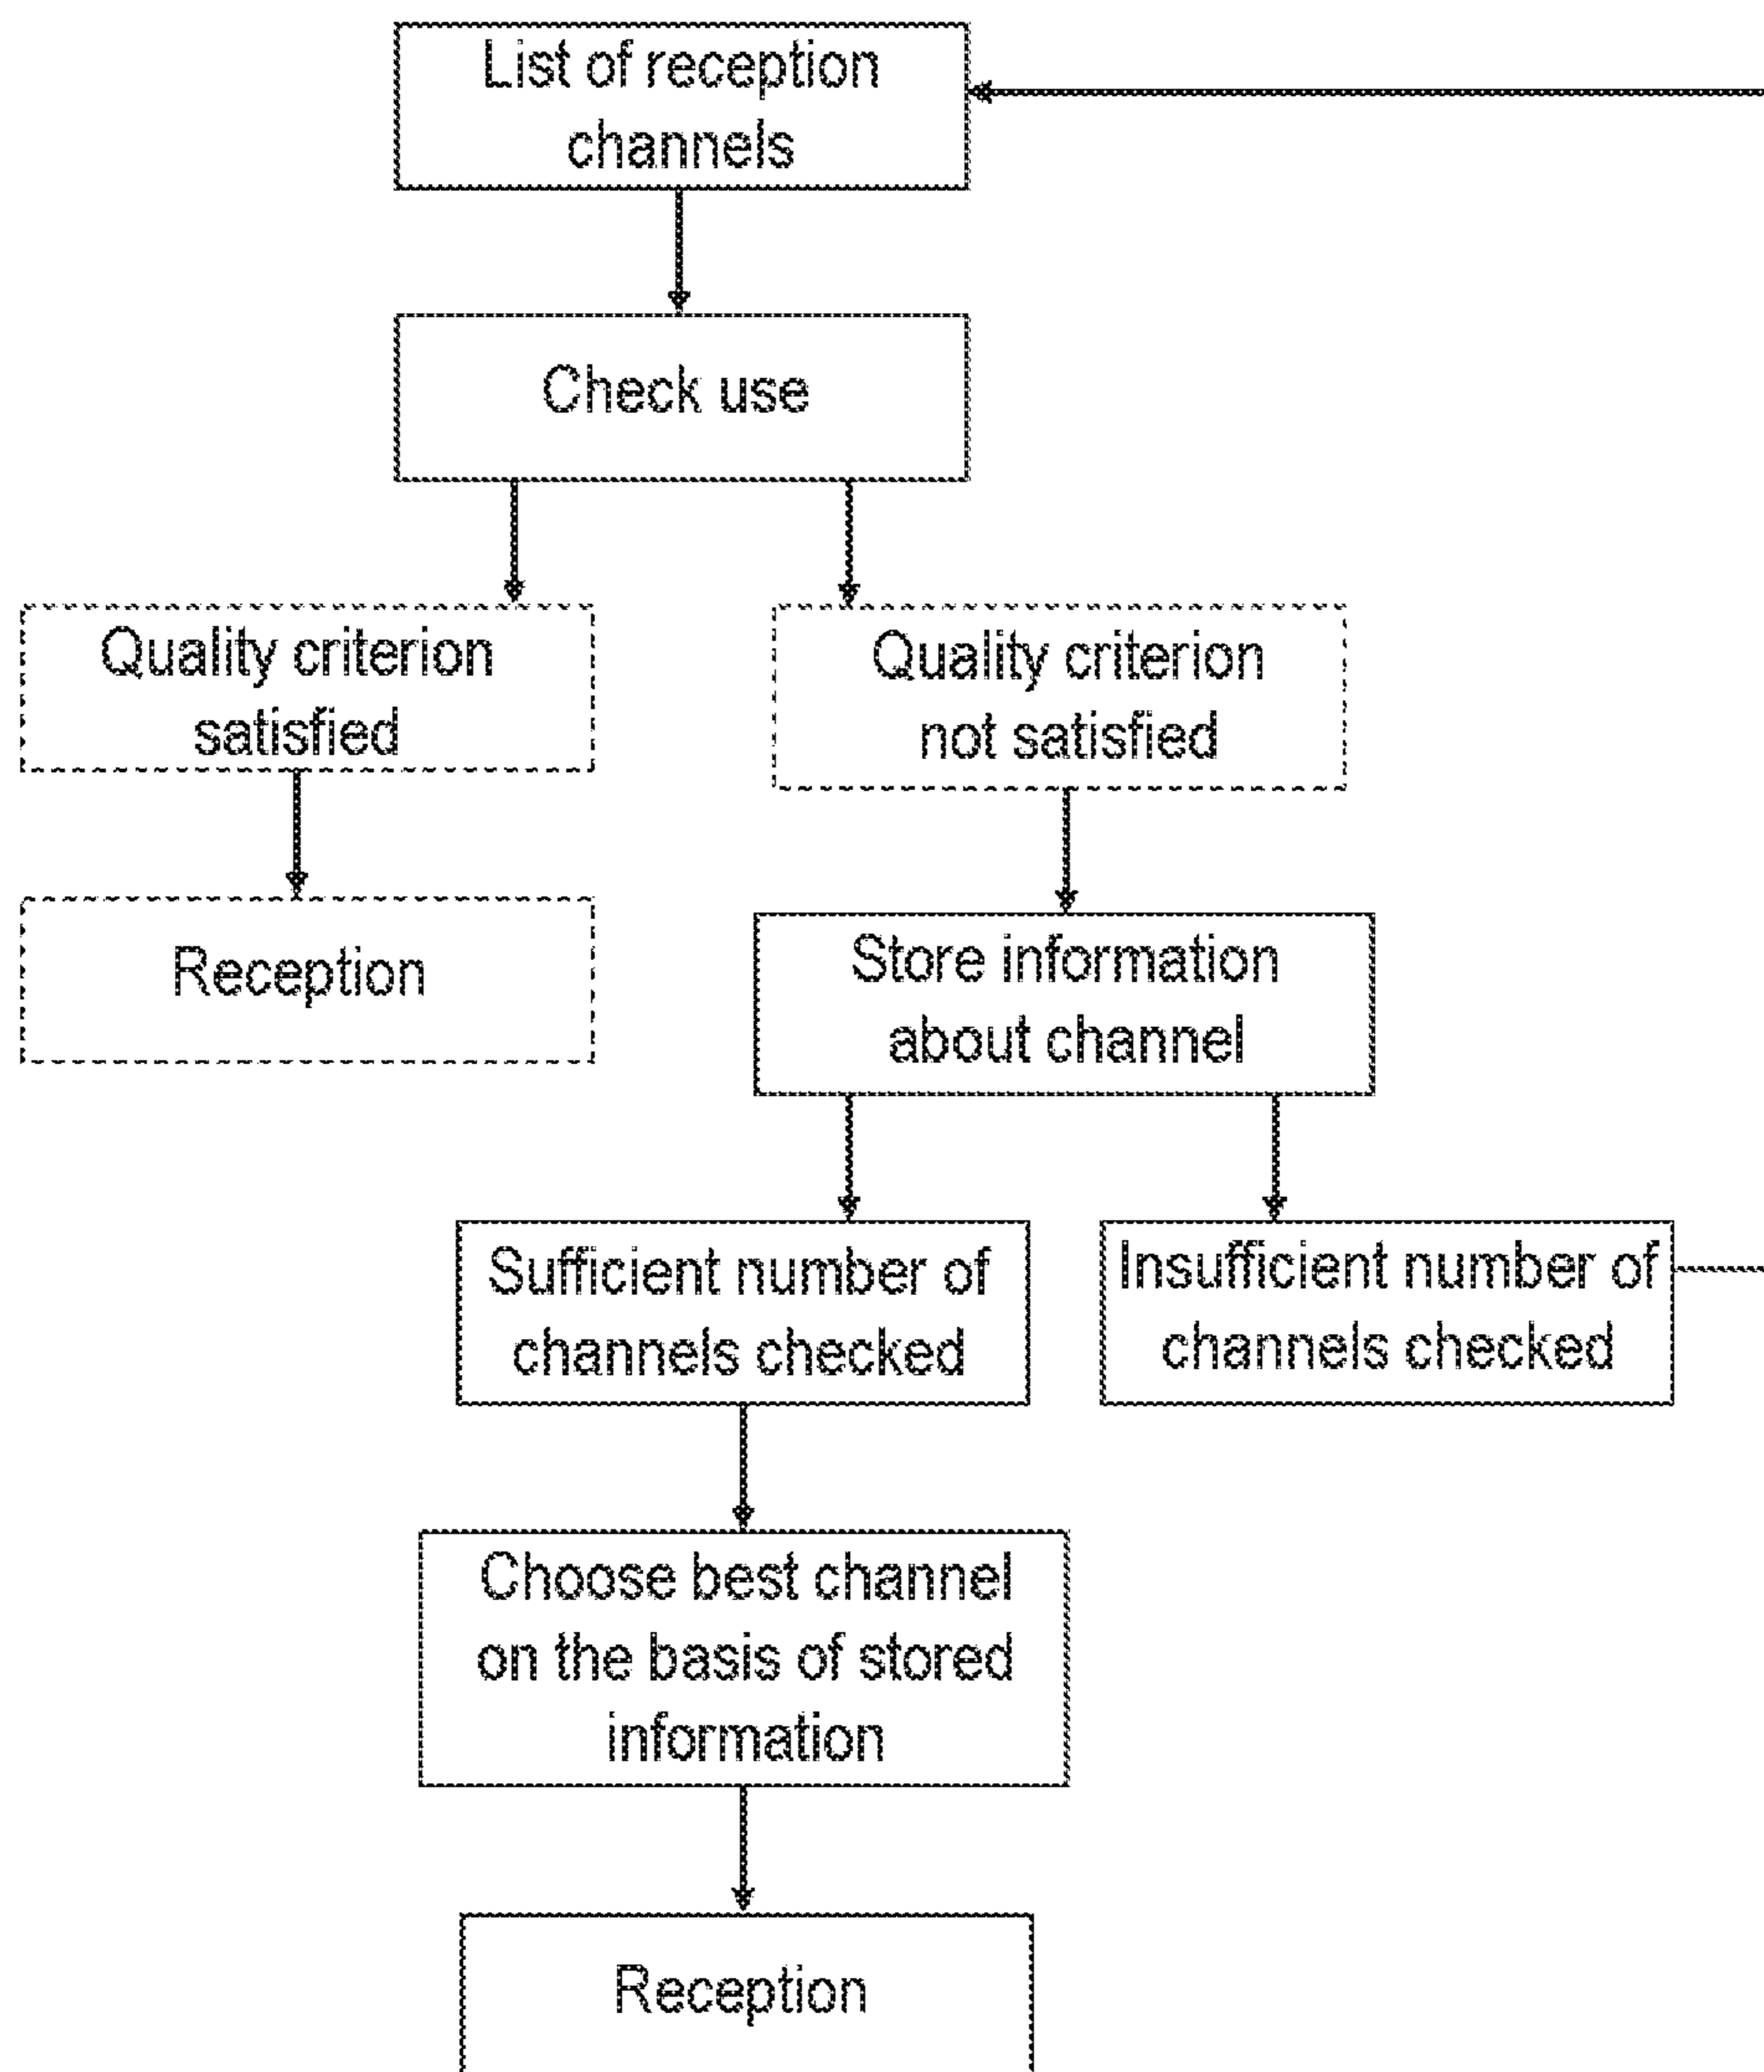 List of reception
channels
Check use
Quality criterion
satisfied
Quality criterion
not satisfied
Reception
Store information
about channel
Sufficient number of
channels checked
Insufficient number of
channels checked
Choose best channel
on the basis of stored
information
Reception